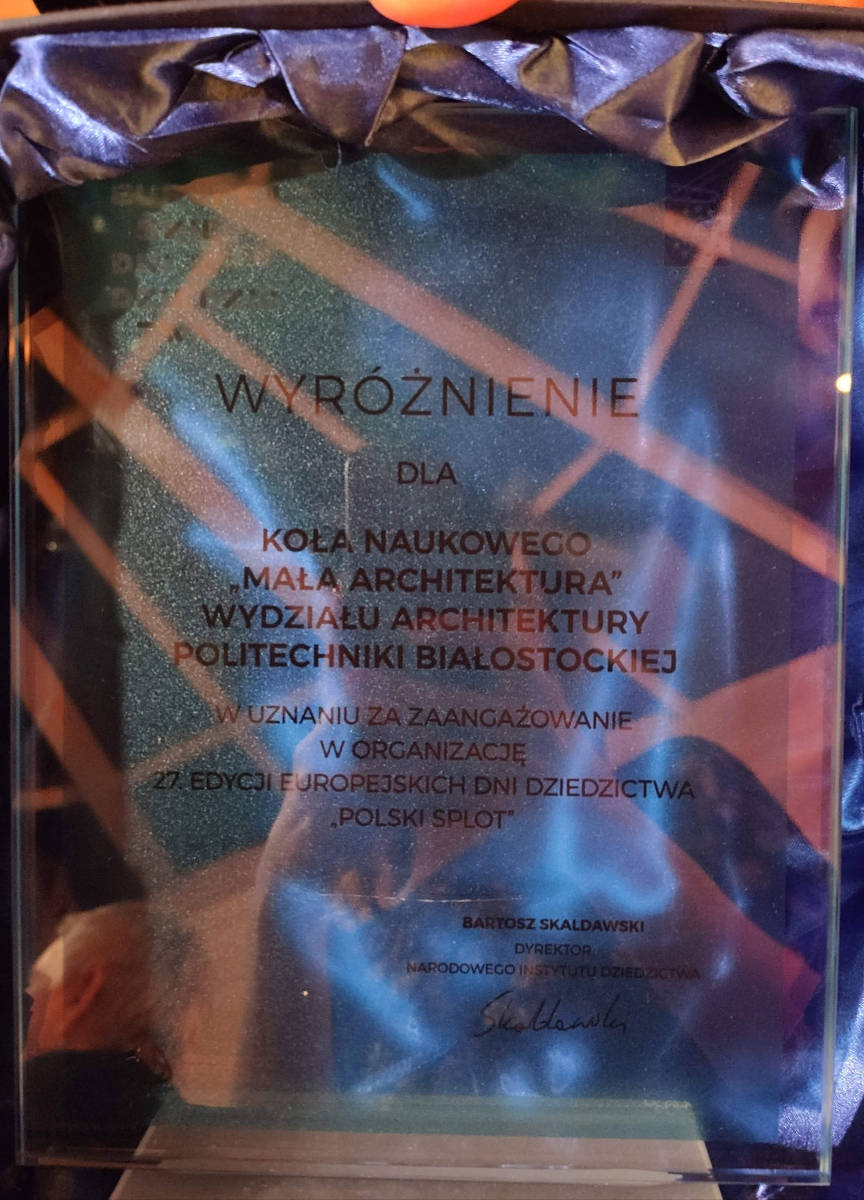 WYRÓŻNIENIE
DLA
KOŁA NAUKOWEGO
„MAŁA ARCHITEKTURA”
WYDZIAŁU ARCHITEKTURY
POLITECHNIKI BIAŁOSTOCKIEJ
W UZNANIU ZA ZAANGAŻOWANIE
W ORGANIZACJĘ
27. EDYCJI EUROPEJSKICH DNI DZIEDZICTWA
„POLSKI SPLOT”
BARTOSZ SKALDAWSKI
DYREKTOR
NARODOWEGO INSTYTUTU DZIEDZICTWA
Skaldawski